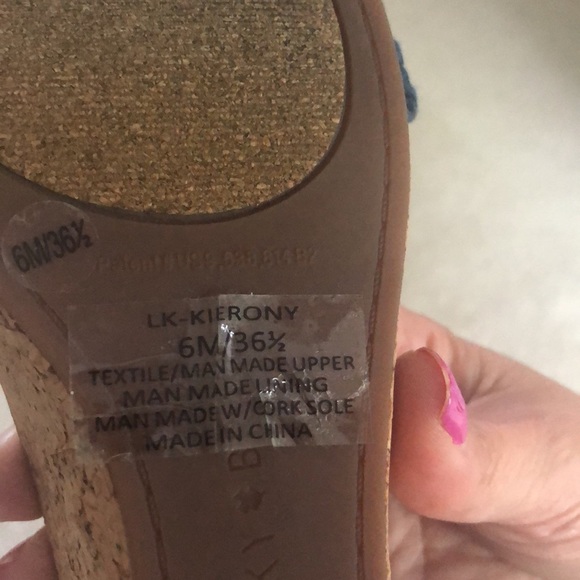 6M/36½
LK-KIERONY
6M/36½
TEXTILE/MAN MADE UPPER
MAN MADE LINING
MAN MADE W/CORK SOLE
MADE IN CHINA